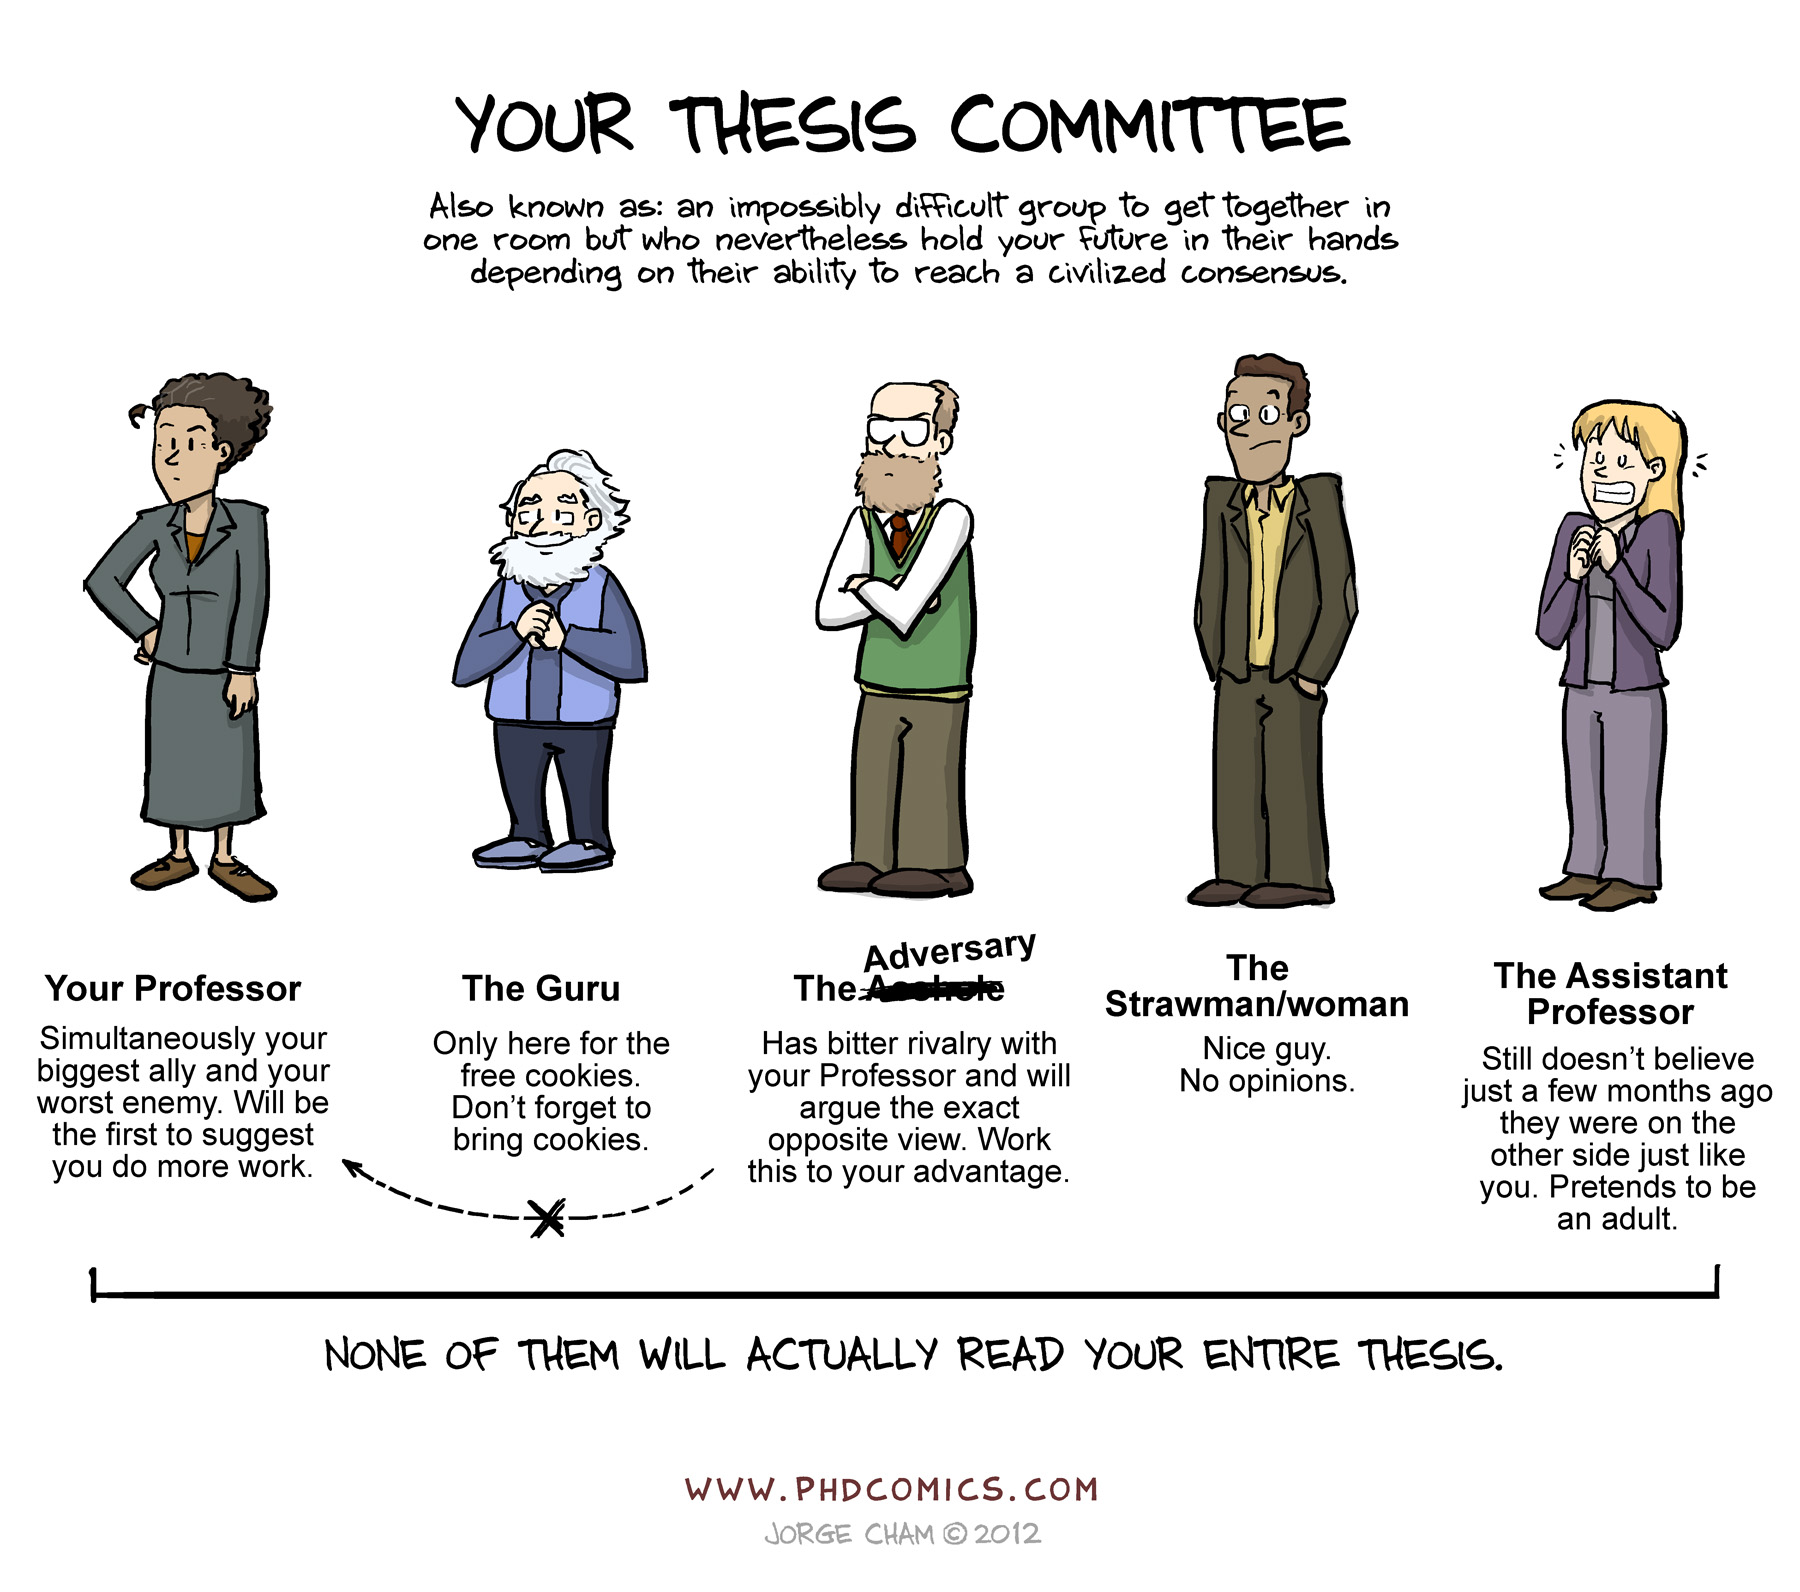 YOUR THESIS COMMITTEE
Also known as: an impossibly difficult group to get together in
one room but who nevertheless hold your future in their hands
depending on their ability to reach a civilized consensus.
Your Professor
Simultaneously your
biggest ally and your
worst enemy. Will be
the first to suggest
you do more work.
The Guru
Only here for the
free cookies.
Don't forget to
bring cookies.
Adversary
The Asshole
Has bitter rivalry with
your Professor and will
argue the exact
opposite view. Work
this to your advantage.
The
Strawman/woman
Nice guy.
No opinions.
The Assistant
Professor
Still doesn't believe
just a few months ago
they were on the
other side just like
you. Pretends to be
an adult.
NONE OF THEM WILL ACTUALLY READ YOUR ENTIRE THESIS.
WWW.PHDCOMICS.COM
JORGE CHAM © 2012